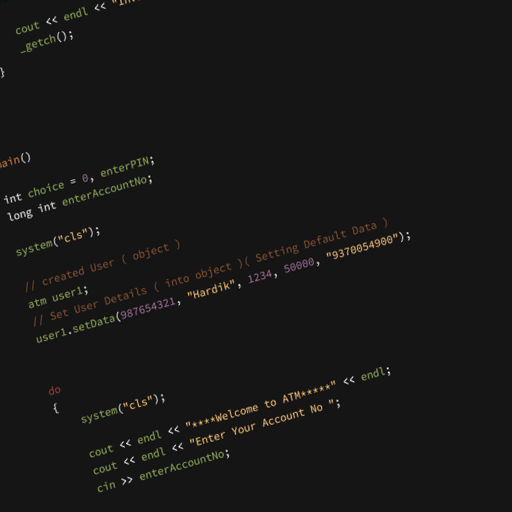 cout << endl << "In
_getch();
}
main()
int choice = 0, enterPIN;
long int enterAccountNo;
system("cls");
// created User ( object )
atm user1;
// Set User Details ( into object )( Setting Default Data )
user1.setData(987654321, "Hardik", 1234, 50000, "9370054900");
do
{
system("cls");
cout << endl << "****Welcome to ATM*****" << endl;
cout << endl << "Enter Your Account No ";
cin >> enterAccountNo;